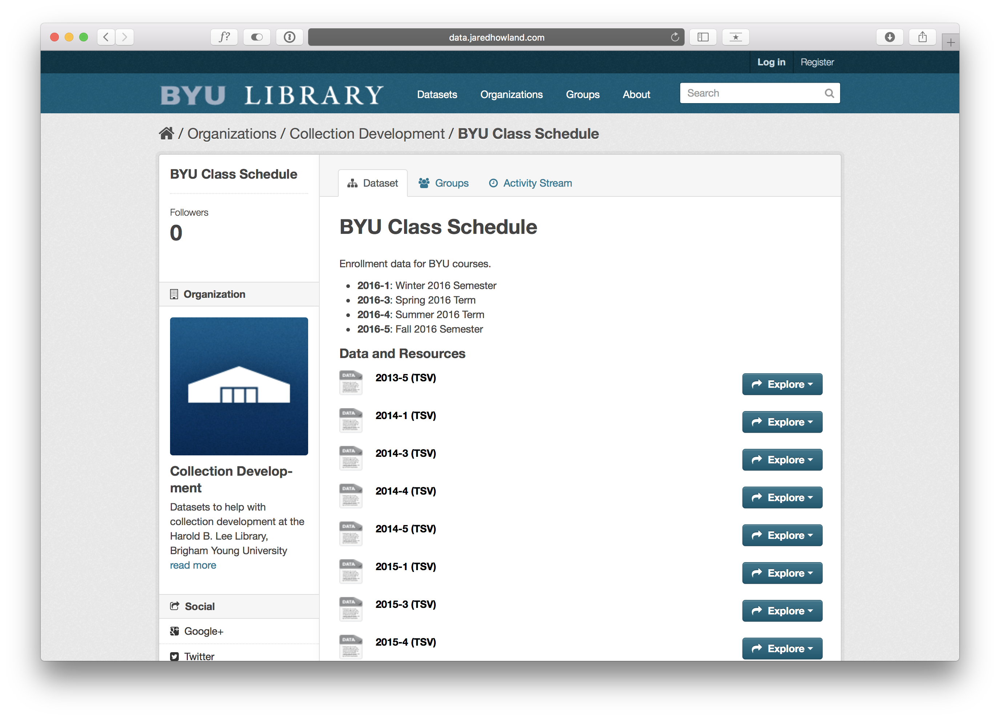 f?
data.jaredhowland.com
Log in
Register
BYU LIBRARY
Datasets
Organizations
Groups
About
Search
/ Organizations / Collection Development / BYU Class Schedule
BYU Class Schedule
Followers
0
Organization
Collection Develop-
ment
Datasets to help with
collection development at the
Harold B. Lee Library,
Brigham Young University
read more
Social
Google+
Twitter
Dataset
Groups
Activity Stream
BYU Class Schedule
Enrollment data for BYU courses.
• 2016-1: Winter 2016 Semester
• 2016-3: Spring 2016 Term
• 2016-4: Summer 2016 Term
• 2016-5: Fall 2016 Semester
Data and Resources
DATA 2013-5 (TSV) Explore
DATA 2014-1 (TSV) Explore
DATA 2014-3 (TSV) Explore
DATA 2014-4 (TSV) Explore
DATA 2014-5 (TSV) Explore
DATA 2015-1 (TSV) Explore
DATA 2015-3 (TSV) Explore
DATA 2015-4 (TSV) Explore